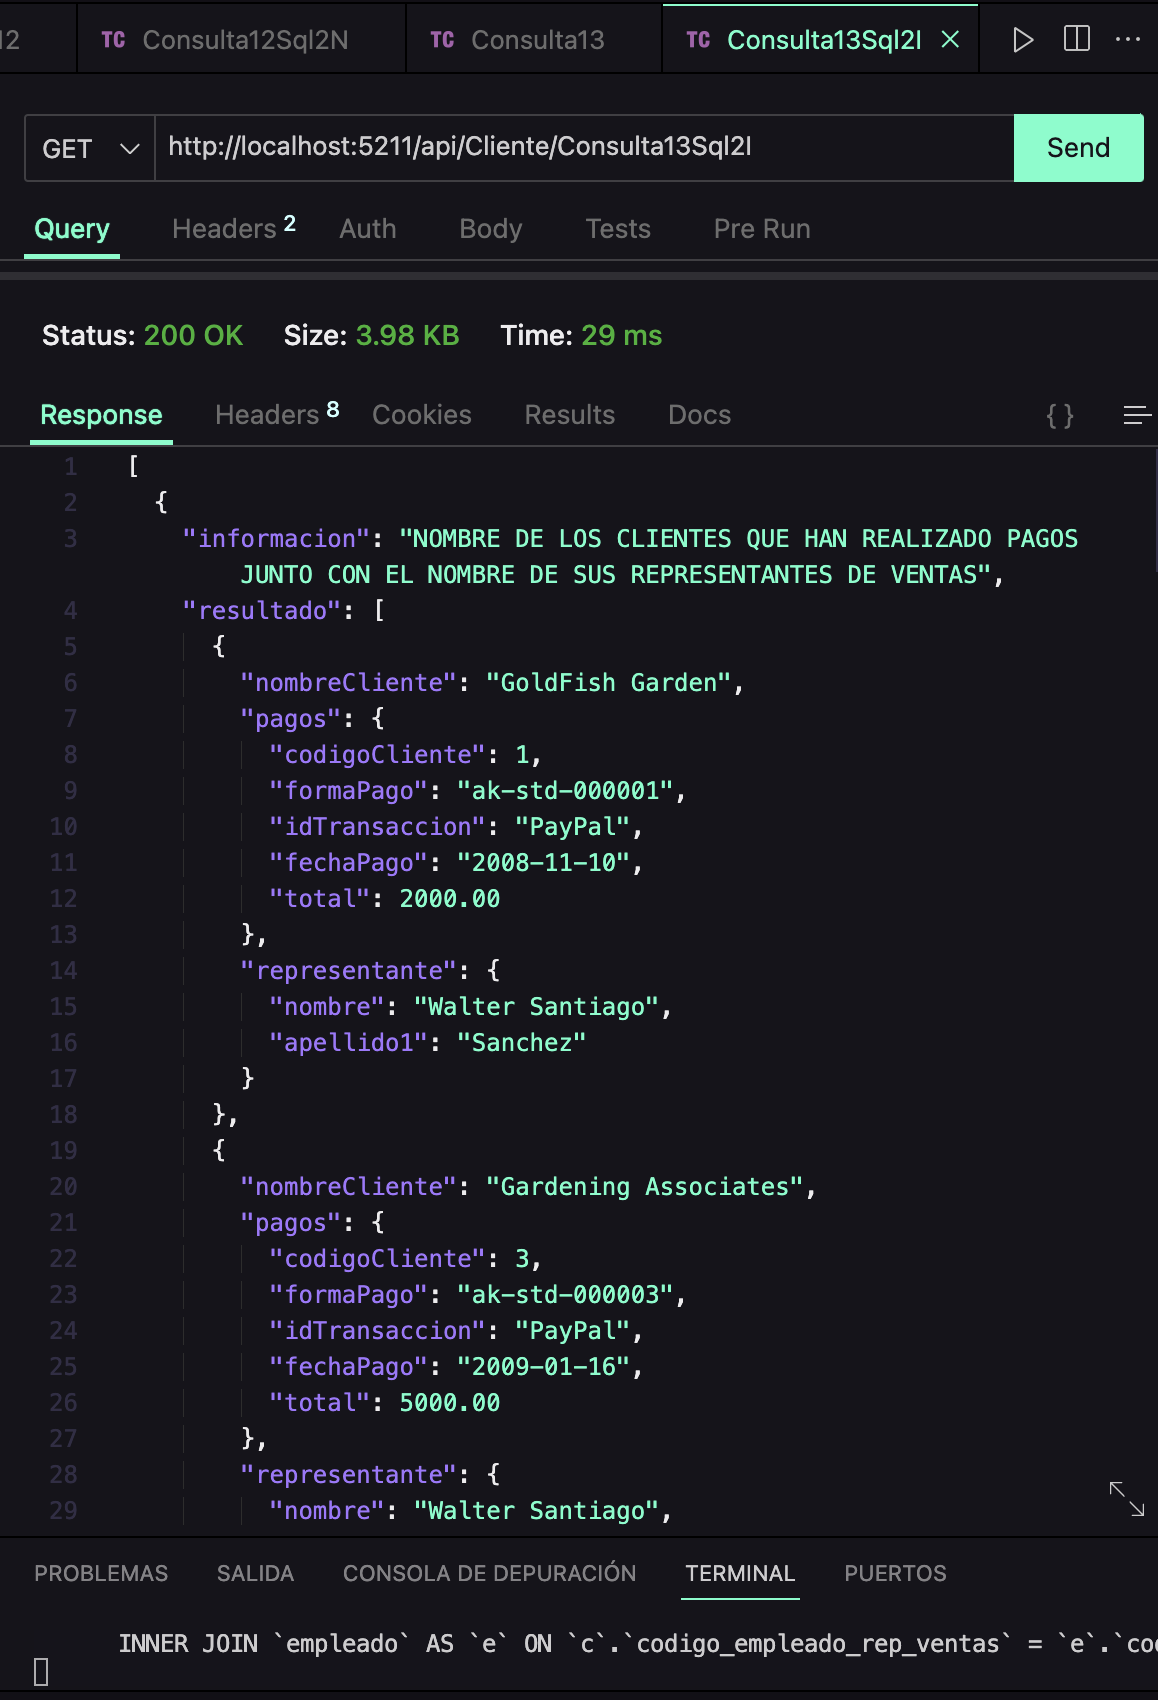 12 TC Consulta12Sql2N TC Consulta13 TC Consulta13Sql2I
GET http://localhost:5211/api/Cliente/Consulta13Sql2I Send
Query Headers 2 Auth Body Tests Pre Run
Status: 200 OK Size: 3.98 KB Time: 29 ms
Response Headers 8 Cookies Results Docs { }
1 [
2 {
3 "informacion": "NOMBRE DE LOS CLIENTES QUE HAN REALIZADO PAGOS
JUNTO CON EL NOMBRE DE SUS REPRESENTANTES DE VENTAS",
4 "resultado": [
5 {
6 "nombreCliente": "GoldFish Garden",
7 "pagos": {
8 "codigoCliente": 1,
9 "formaPago": "ak-std-000001",
10 "idTransaccion": "PayPal",
11 "fechaPago": "2008-11-10",
12 "total": 2000.00
13 },
14 "representante": {
15 "nombre": "Walter Santiago",
16 "apellido1": "Sanchez"
17 }
18 },
19 {
20 "nombreCliente": "Gardening Associates",
21 "pagos": {
22 "codigoCliente": 3,
23 "formaPago": "ak-std-000003",
24 "idTransaccion": "PayPal",
25 "fechaPago": "2009-01-16",
26 "total": 5000.00
27 },
28 "representante": {
29 "nombre": "Walter Santiago",
PROBLEMAS SALIDA CONSOLA DE DEPURACIÓN TERMINAL PUERTOS
INNER JOIN `empleado` AS `e` ON `c`.`codigo_empleado_rep_ventas` = `e`.`co